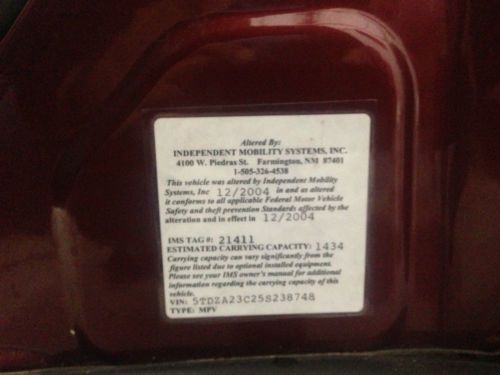 Altered By:
INDEPENDENT MOBILITY SYSTEMS, INC.
4100 W. Piedras St. Farmington, NM 87401
1-505-326-4538
This vehicle was altered by Independent Mobility
Systems, Inc 12/2004 in and as altered
it conforms to all applicable Federal Motor Vehicle
Safety and theft prevention Standards affected by the
alteration and in effect in 12/2004
IMS TAG #: 21411
ESTIMATED CARRYING CAPACITY: 1434
Carrying capacity can vary significantly from the
figure listed due to optional installed equipment.
Please see your IMS owner's manual for additional
information regarding the carrying capacity of this
vehicle.
VIN: 5TDZA23C25S238748
TYPE: MPV